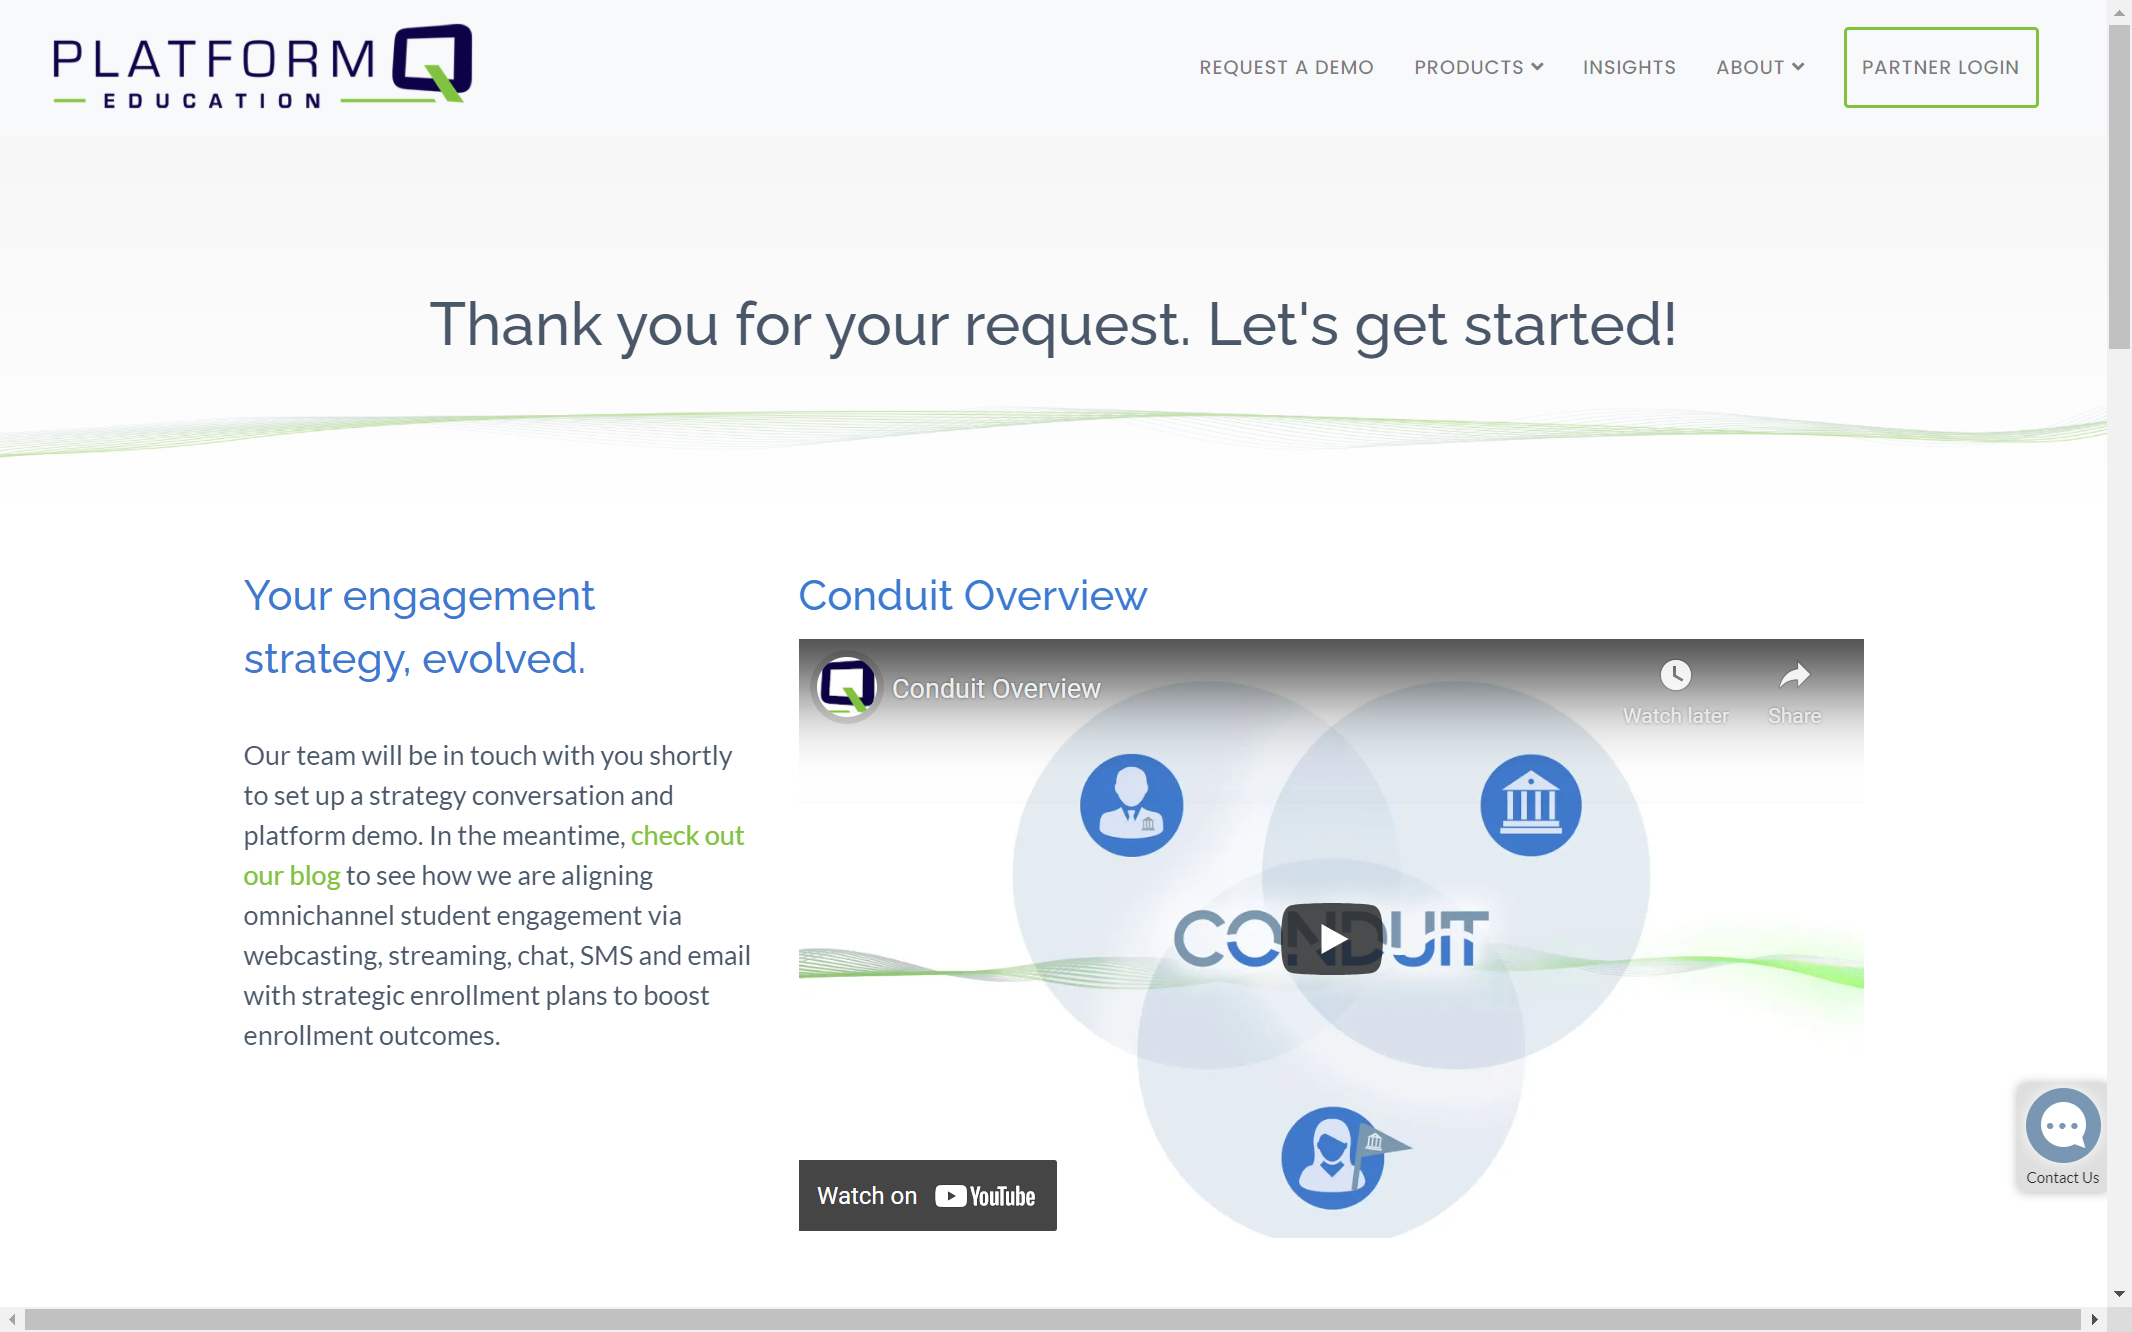 PLATFORM Q
EDUCATION
REQUEST A DEMO
PRODUCTS
INSIGHTS
ABOUT
PARTNER LOGIN
Thank you for your request. Let's get started!
Your engagement
strategy, evolved.
Our team will be in touch with you shortly
to set up a strategy conversation and
platform demo. In the meantime, check out
our blog to see how we are aligning
omnichannel student engagement via
webcasting, streaming, chat, SMS and email
with strategic enrollment plans to boost
enrollment outcomes.
Conduit Overview
Conduit Overview
Watch later
Share
CONDUIT
Watch on YouTube
Contact Us